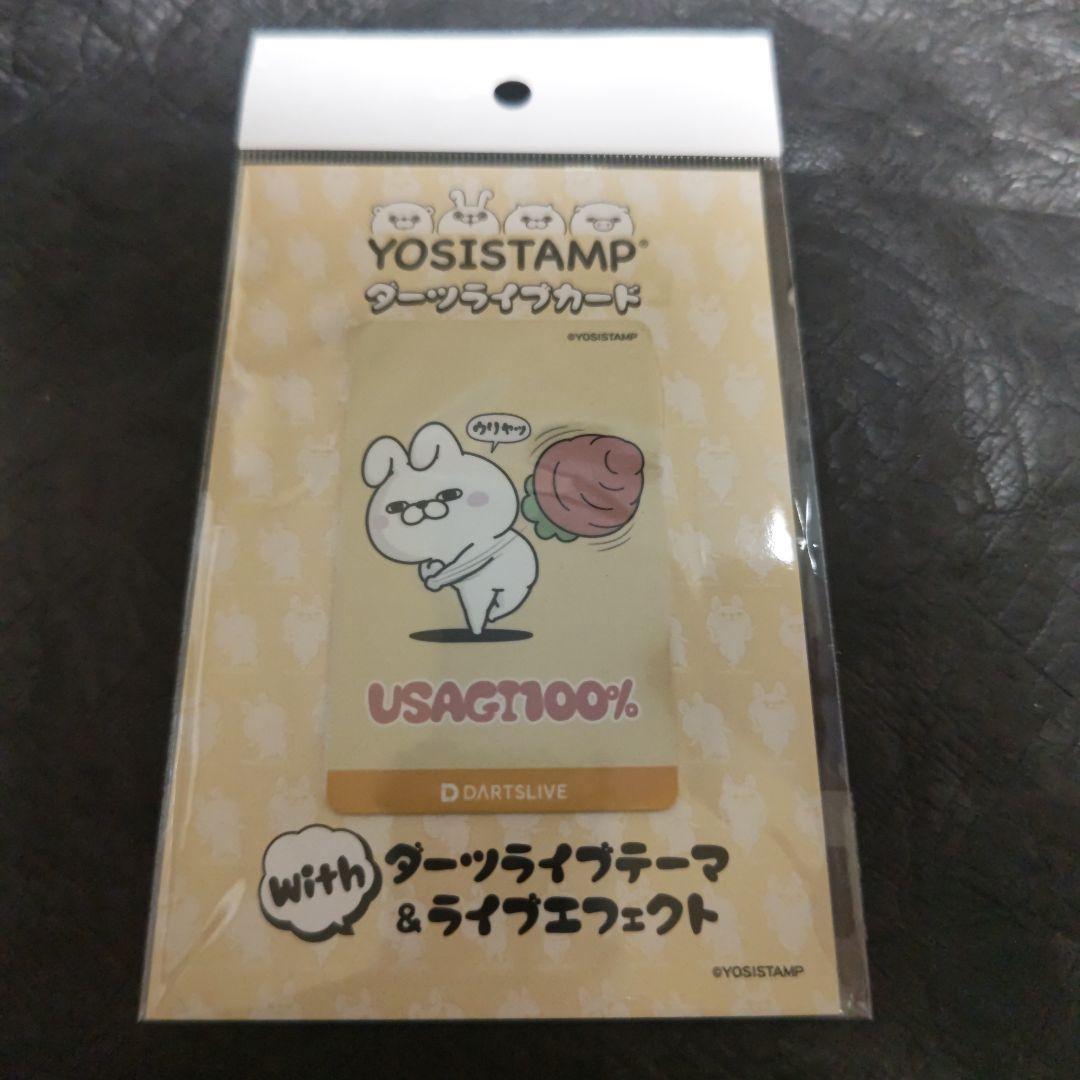 YOSISTAMP®
ダーツライブカード
©YOSISTAMP
ウリャッ
USAGI100%
D DARTSLIVE
with ダーツライブテーマ
&ライブエフェクト
©YOSISTAMP